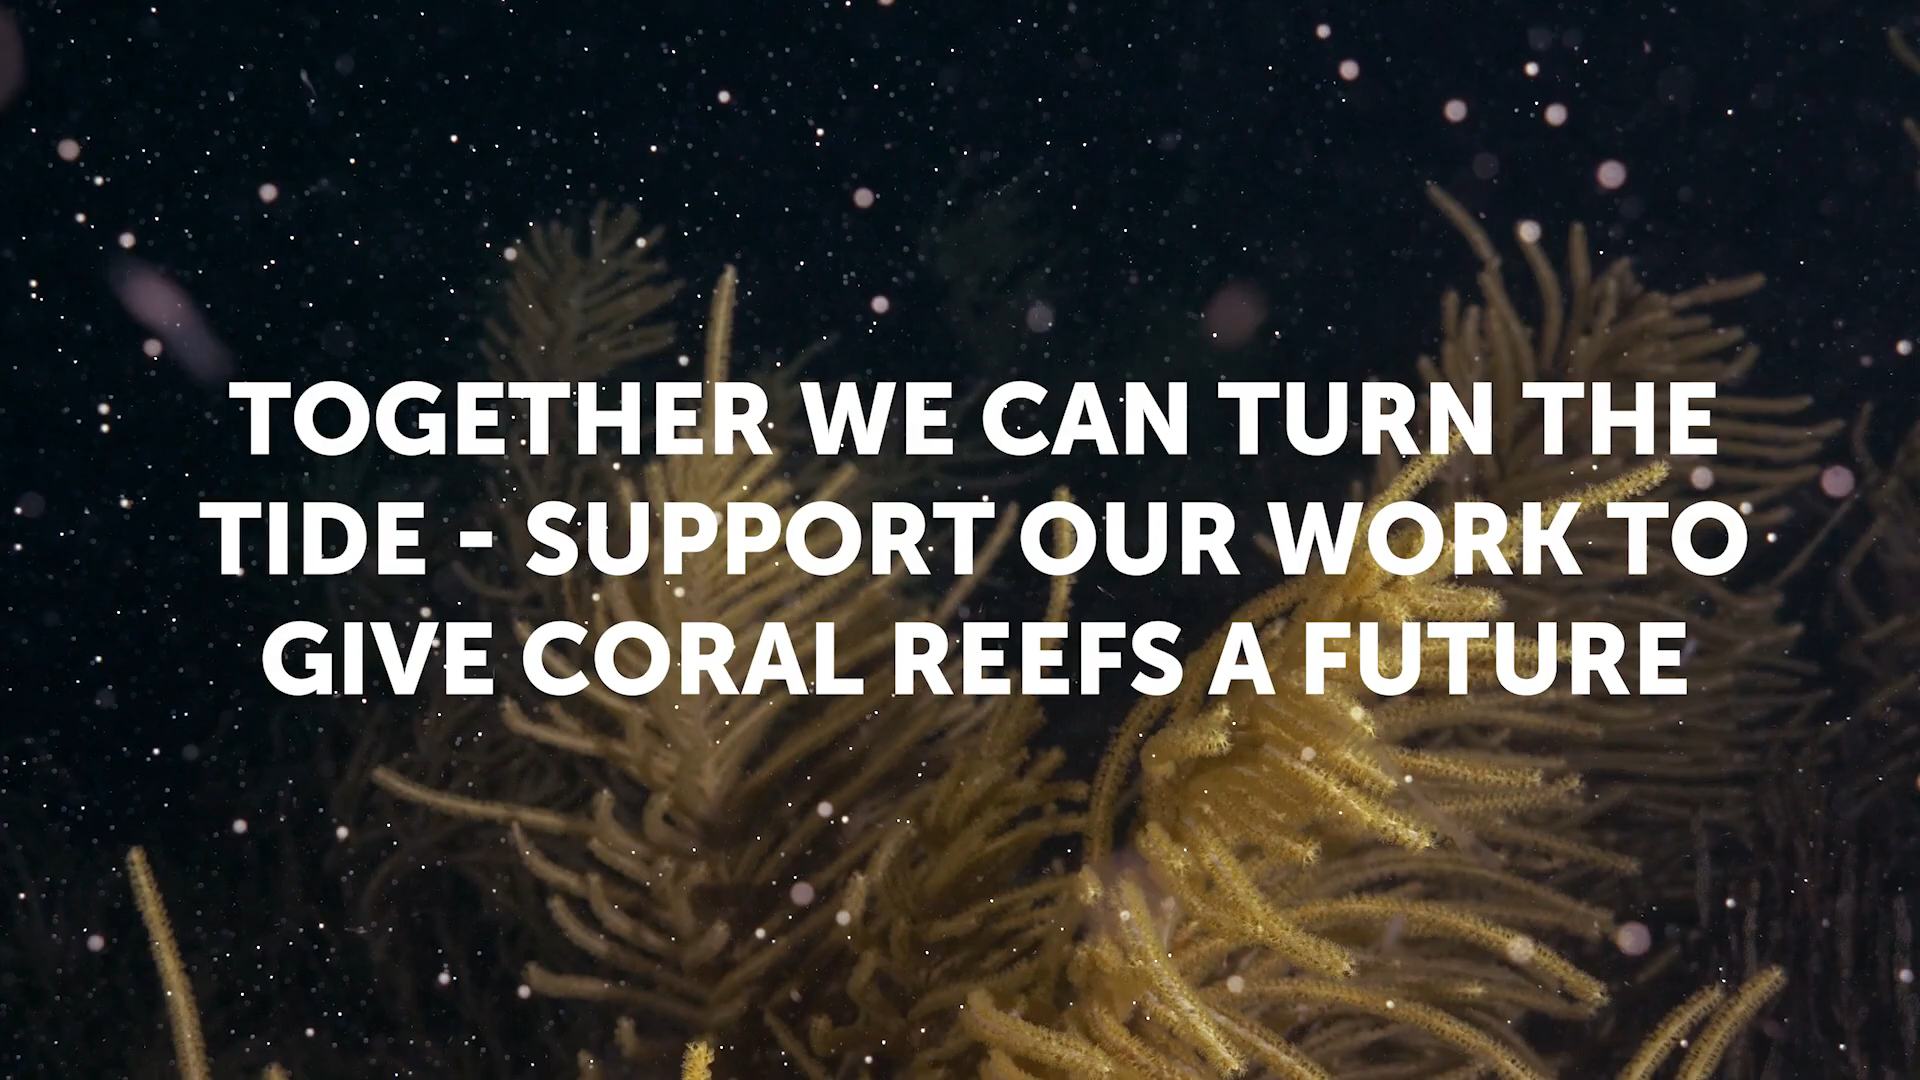 TOGETHER WE CAN TURN THE
TIDE - SUPPORT OUR WORK TO
GIVE CORAL REEFS A FUTURE